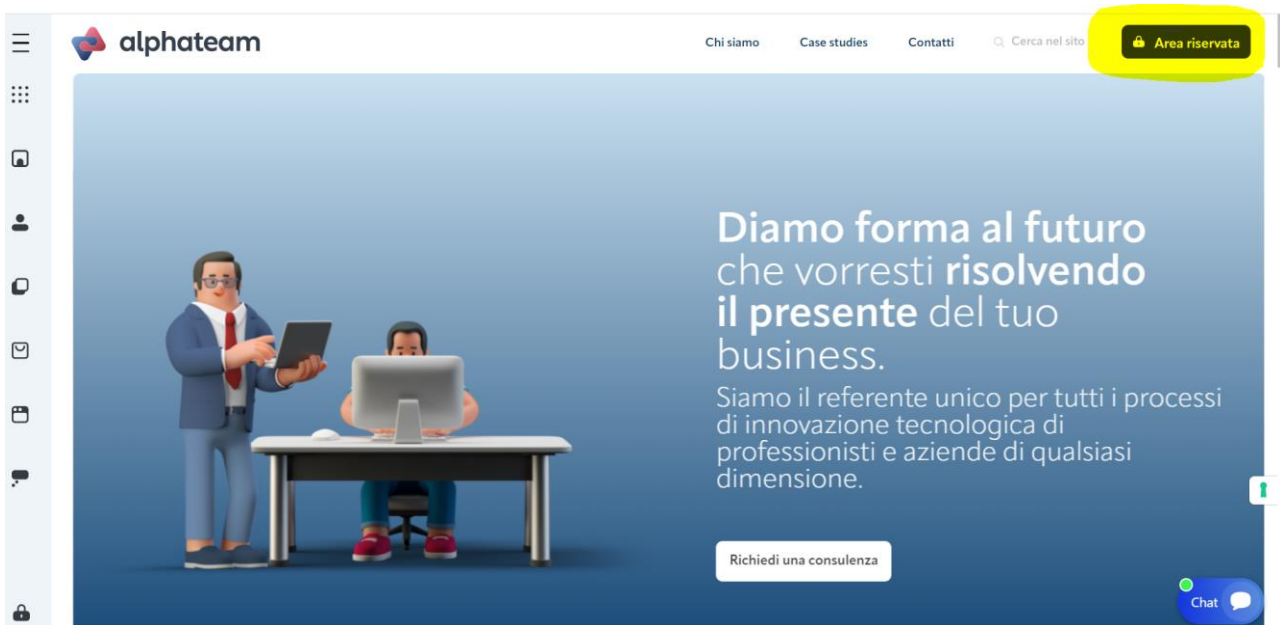 alphateam
Chi siamo
Case studies
Contatti
Cerca nel sito
Area riservata
Diamo forma al futuro
che vorresti risolvendo
il presente del tuo
business.
Siamo il referente unico per tutti i processi
di innovazione tecnologica di
professionisti e aziende di qualsiasi
dimensione.
Richiedi una consulenza
Chat